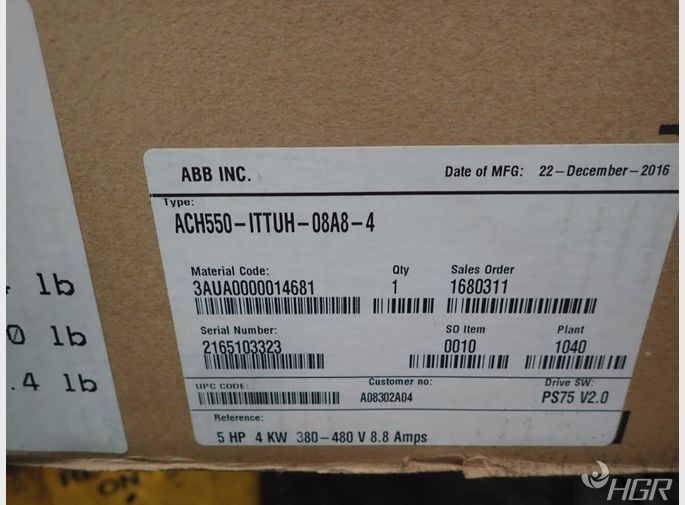 ABB INC. Date of MFG: 22-December-2016
Type:
ACH550-ITTUH-08A8-4
Material Code: Qty Sales Order
3AUA0000014681 1 1680311
Serial Number: SO Item Plant
2165103323 0010 1040
UPC CODE: Customer no: Drive SW:
A08302A04 PS75 V2.0
Reference:
5 HP 4 KW 380-480 V 8.8 Amps
lb
0 lb
.4 lb
ON
HGR